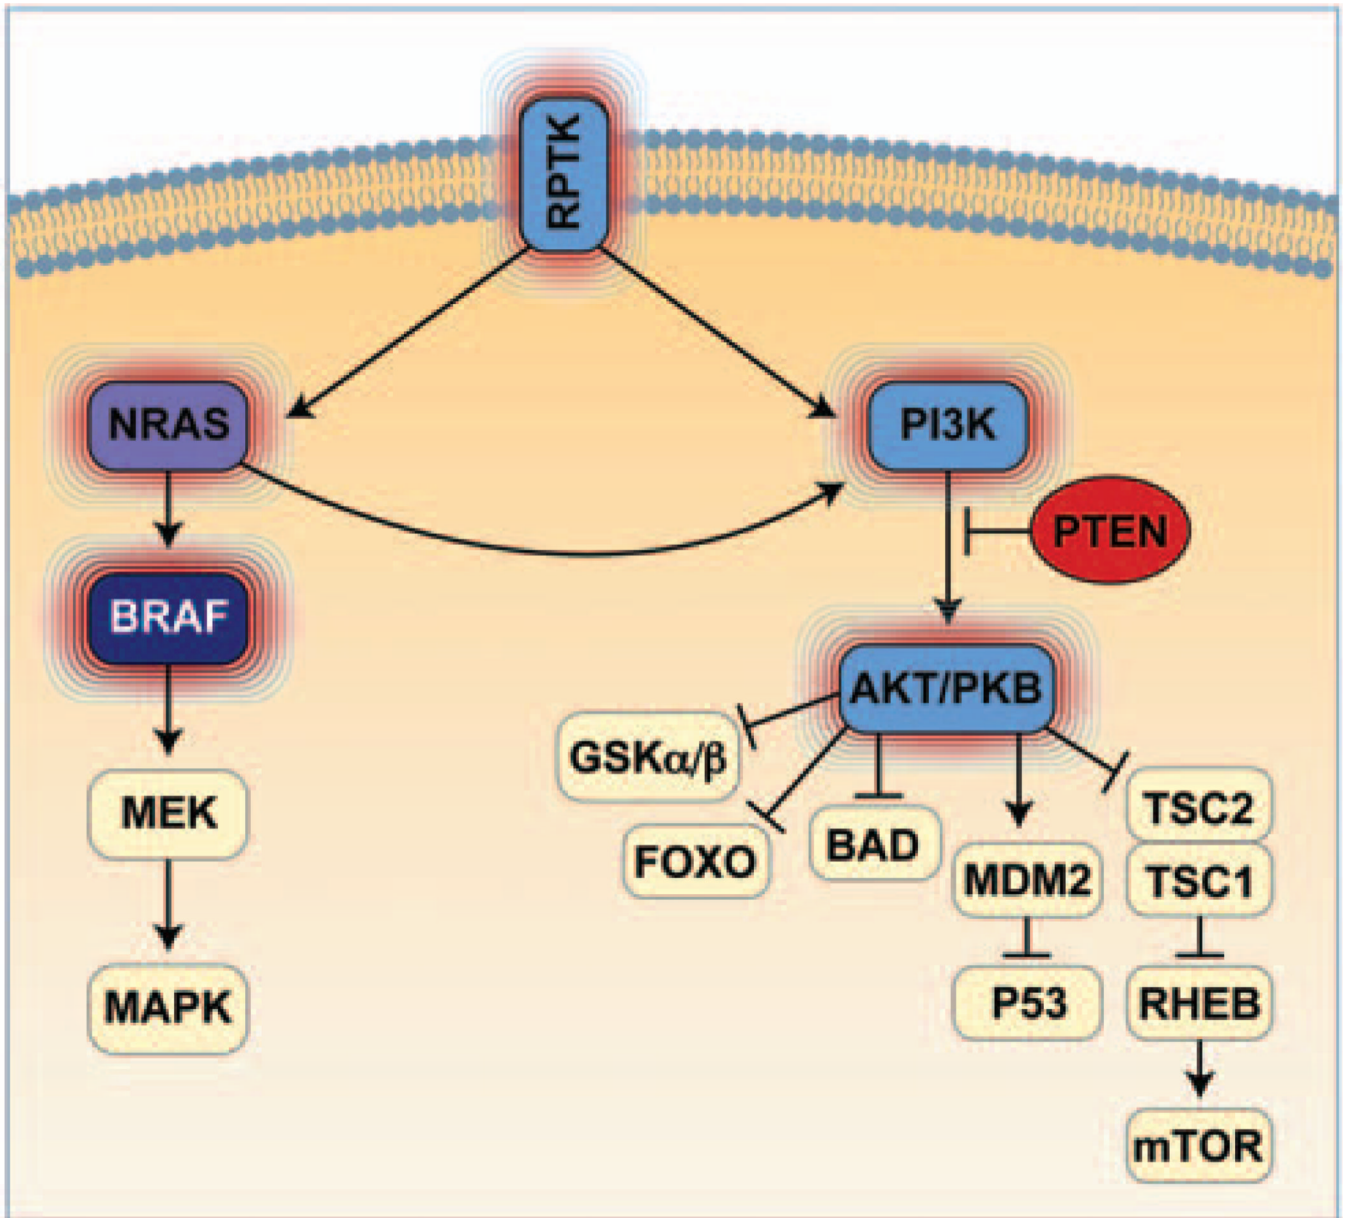 RPTK
NRAS
PI3K
PTEN
BRAF
AKT/PKB
GSKα/β
FOXO
BAD
MDM2
TSC2
TSC1
MEK
MAPK
P53
RHEB
mTOR